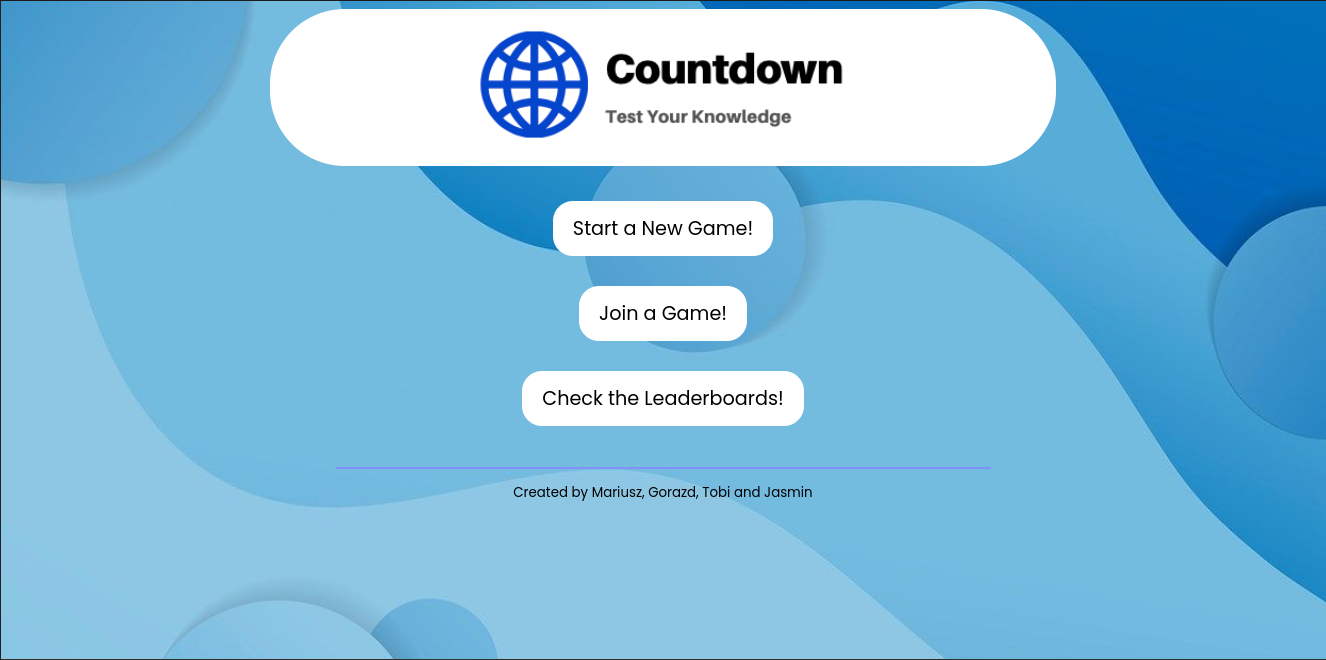 Countdown
Test Your Knowledge
Start a New Game!
Join a Game!
Check the Leaderboards!
Created by Mariusz, Gorazd, Tobi and Jasmin